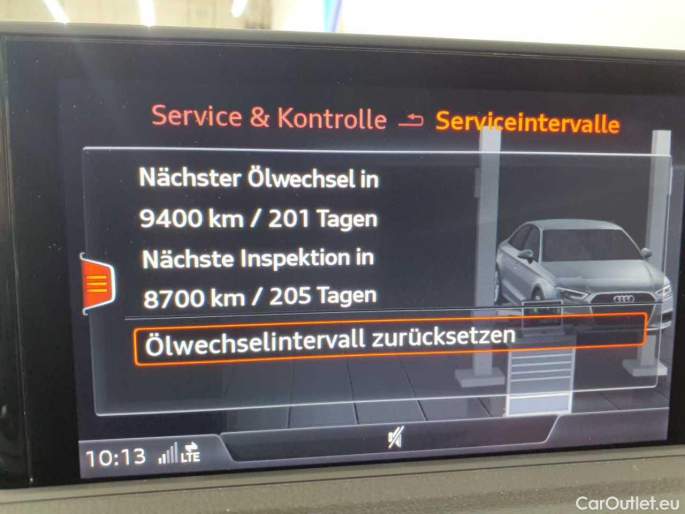 Service & Kontrolle Serviceintervalle
Nächster Ölwechsel in
9400 km / 201 Tagen
Nächste Inspektion in
8700 km / 205 Tagen
Ölwechselintervall zurücksetzen
10:13 LTE
CarOutlet.eu